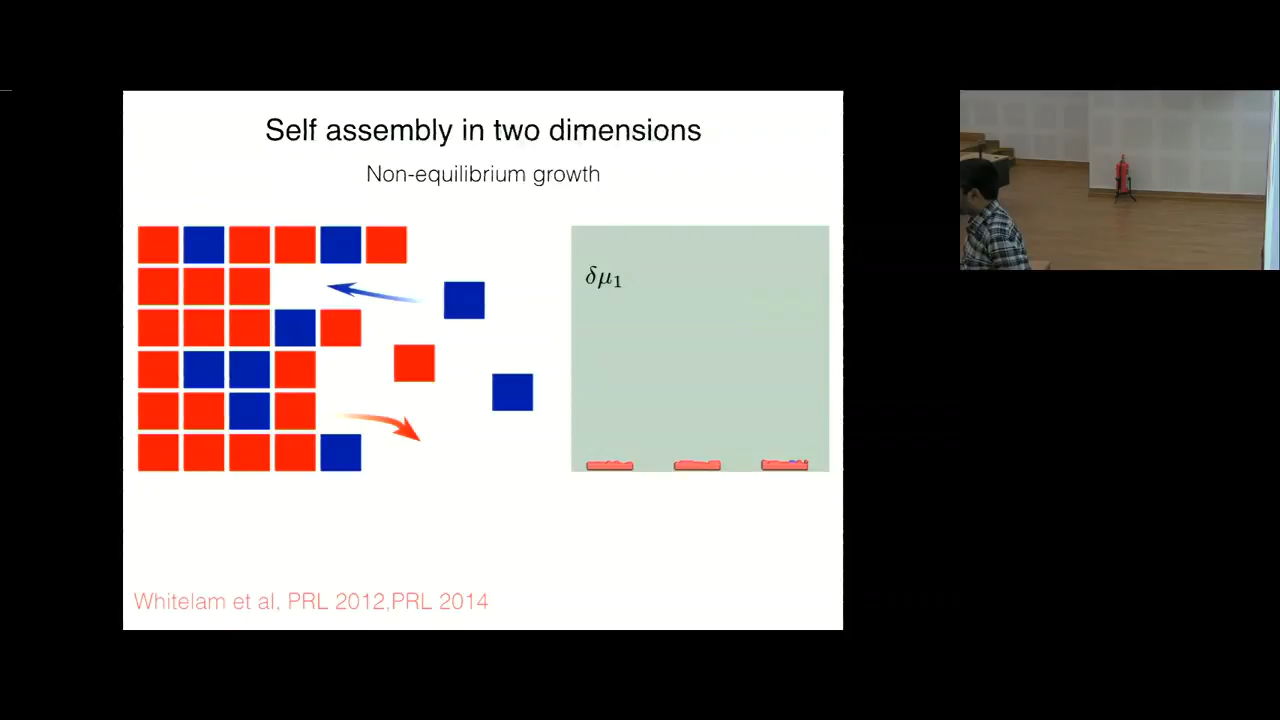 Self assembly in two dimensions
Non-equilibrium growth
δμ₁
Whitelam et al, PRL 2012,PRL 2014